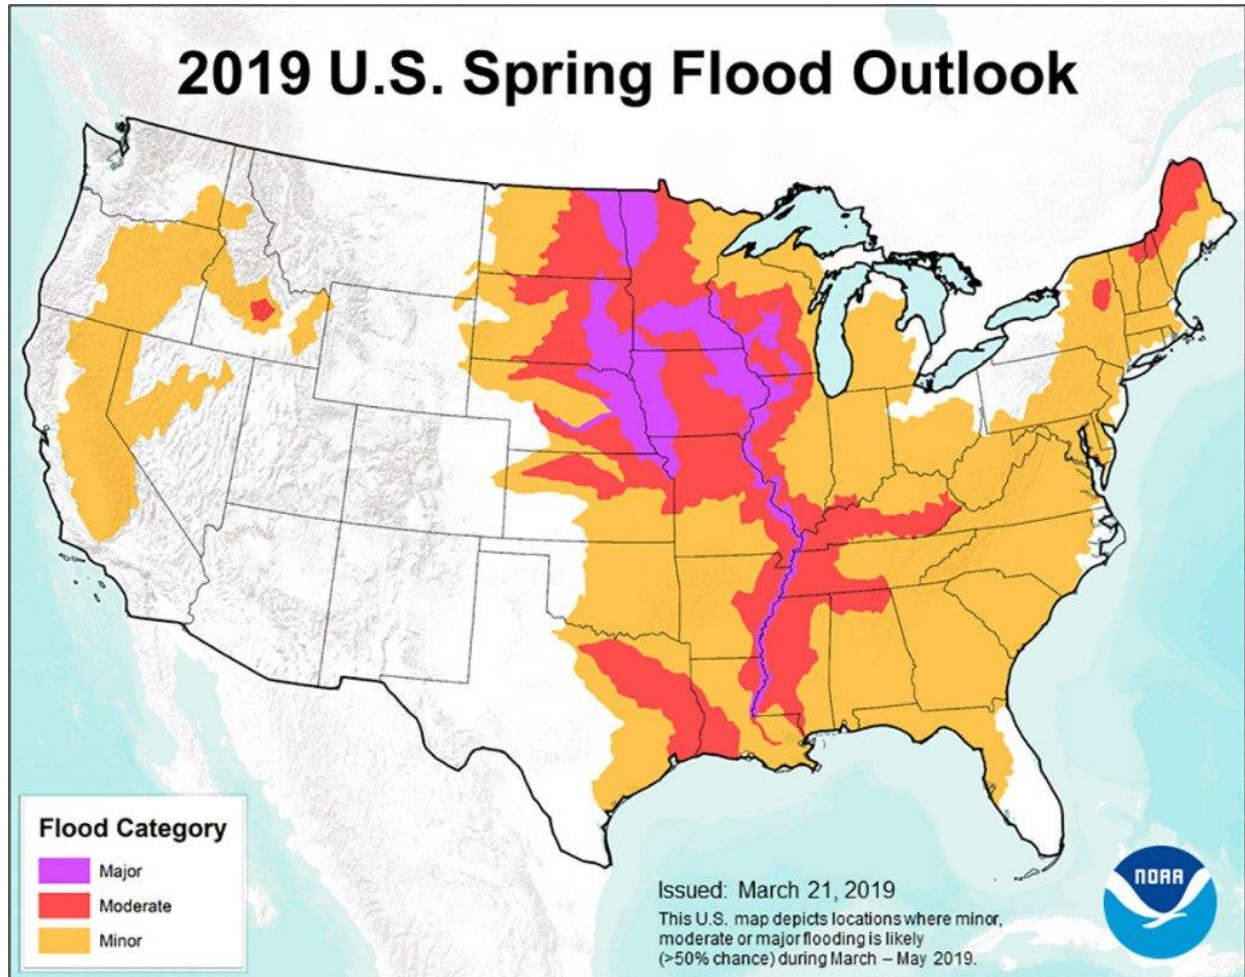 2019 U.S. Spring Flood Outlook
Flood Category
Major
Moderate
Minor
Issued: March 21, 2019
This U.S. map depicts locations where minor,
moderate or major flooding is likely
(>50% chance) during March – May 2019.
NOAA